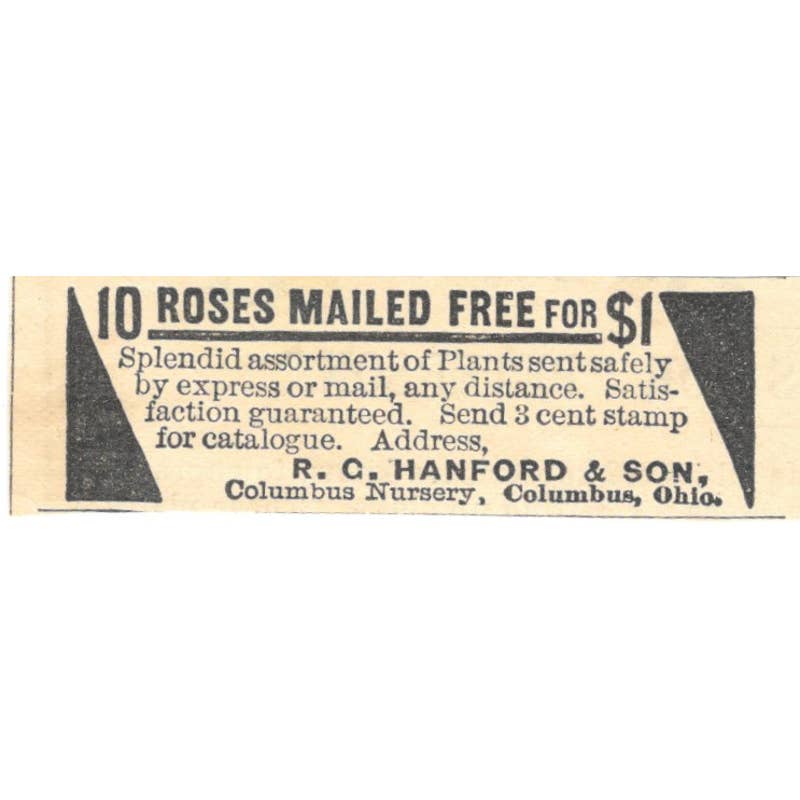 10 ROSES MAILED FREE FOR $1
Splendid assortment of Plants sent safely
by express or mail, any distance. Satis-
faction guaranteed. Send 3 cent stamp
for catalogue. Address,
R. G. HANFORD & SON,
Columbus Nursery, Columbus, Ohio.